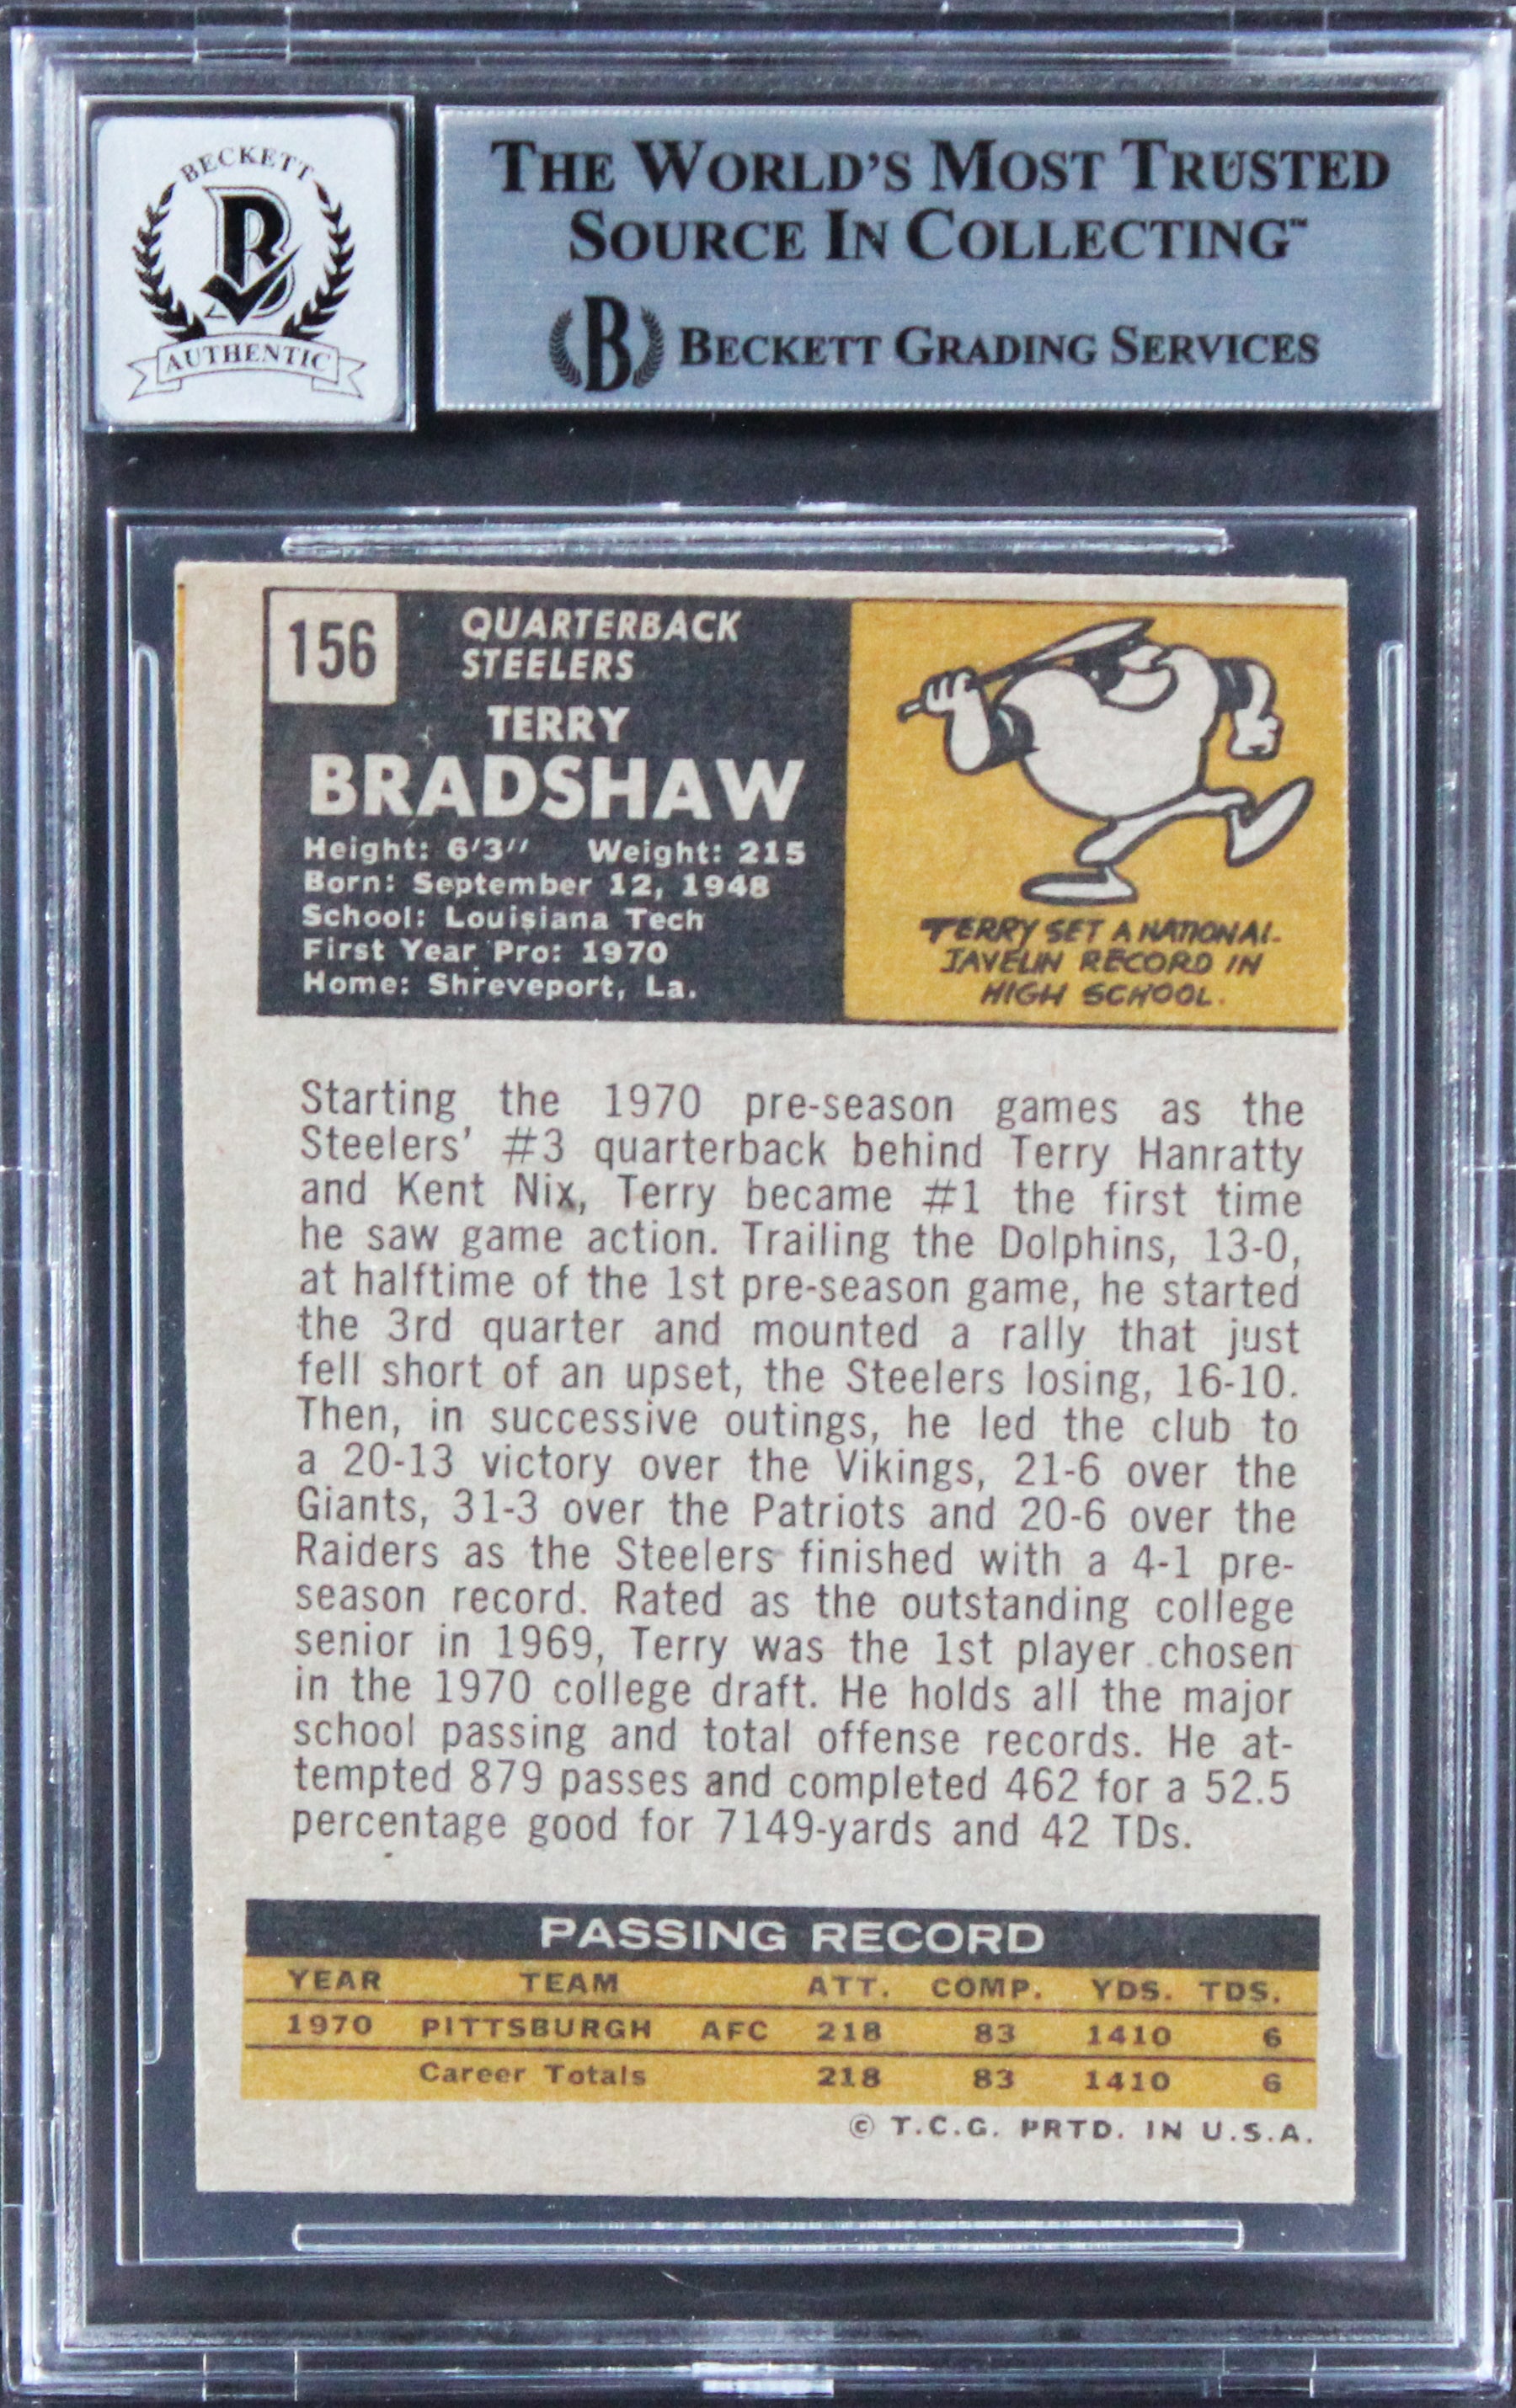 BECKETT
B
AUTHENTIC
THE WORLD'S MOST TRUSTED
SOURCE IN COLLECTING™
B BECKETT GRADING SERVICES
156
QUARTERBACK
STEELERS
TERRY
BRADSHAW
Height: 6'3" Weight: 215
Born: September 12, 1948
School: Louisiana Tech
First Year Pro: 1970
Home: Shreveport, La.
TERRY SET A NATIONAL
JAVELIN RECORD IN
HIGH SCHOOL.
Starting the 1970 pre-season games as the
Steelers' #3 quarterback behind Terry Hanratty
and Kent Nix, Terry became #1 the first time
he saw game action. Trailing the Dolphins, 13-0,
at halftime of the 1st pre-season game, he started
the 3rd quarter and mounted a rally that just
fell short of an upset, the Steelers losing, 16-10.
Then, in successive outings, he led the club to
a 20-13 victory over the Vikings, 21-6 over the
Giants, 31-3 over the Patriots and 20-6 over the
Raiders as the Steelers finished with a 4-1 pre-
season record. Rated as the outstanding college
senior in 1969, Terry was the 1st player chosen
in the 1970 college draft. He holds all the major
school passing and total offense records. He at-
tempted 879 passes and completed 462 for a 52.5
percentage good for 7149-yards and 42 TDs.
PASSING RECORD
YEAR TEAM ATT. COMP. YDS. TDS.
1970 PITTSBURGH AFC 218 83 1410 6
Career Totals 218 83 1410 6
© T.C.G. PRTD. IN U.S.A.